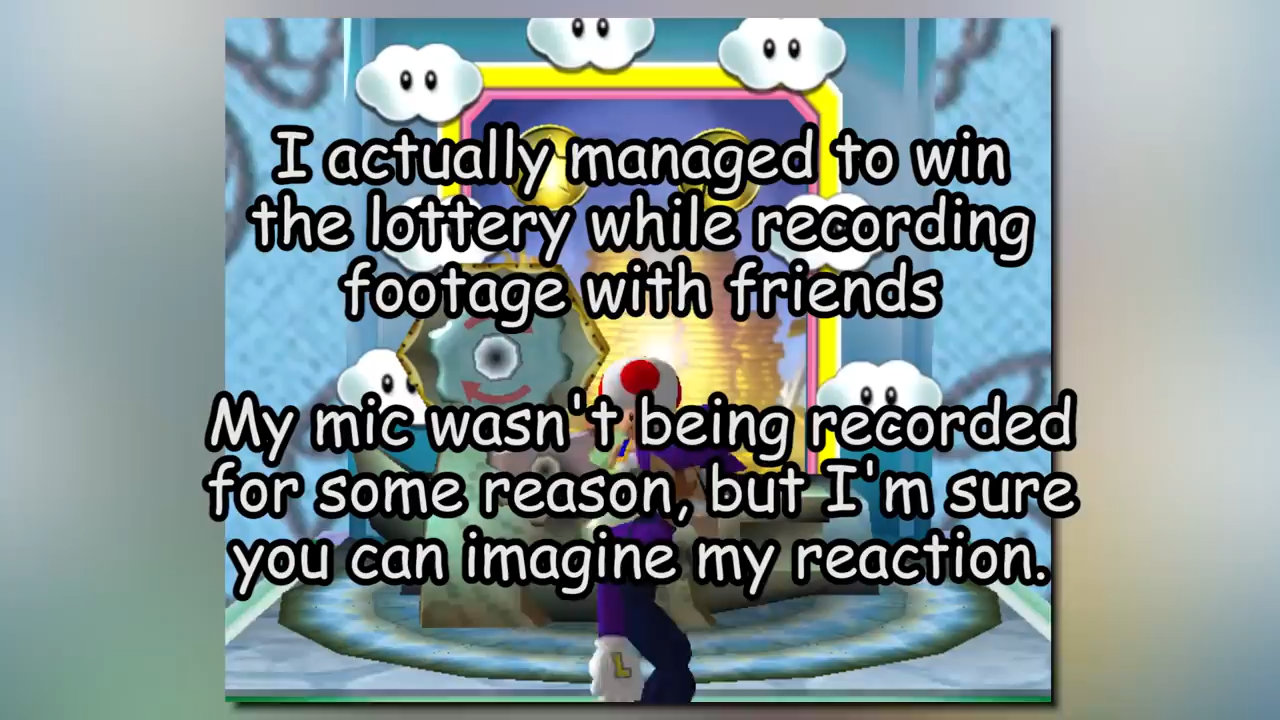 I actually managed to win
the lottery while recording
footage with friends
My mic wasn't being recorded
for some reason, but I'm sure
you can imagine my reaction.